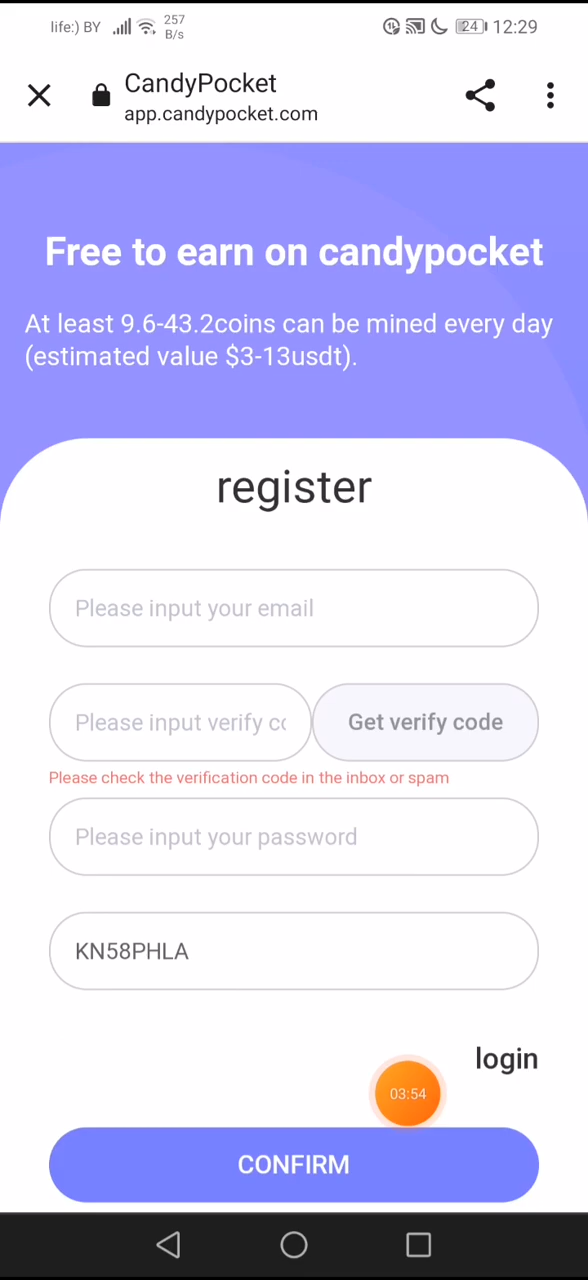 life:) BY 257 B/s 24 12:29
CandyPocket
app.candypocket.com
Free to earn on candypocket
At least 9.6-43.2coins can be mined every day
(estimated value $3-13usdt).
register
Please input your email
Please input verify co Get verify code
Please check the verification code in the inbox or spam
Please input your password
KN58PHLA
login
03:54
CONFIRM